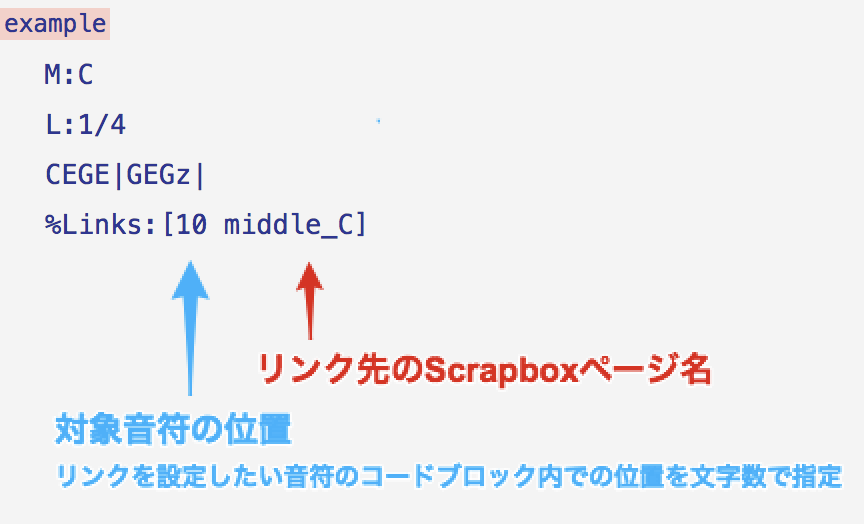 example
M:C
L:1/4
CEGE|GEGz|
%Links:[10 middle_C]
リンク先のScrapboxページ名
対象音符の位置
リンクを設定したい音符のコードブロック内での位置を文字数で指定